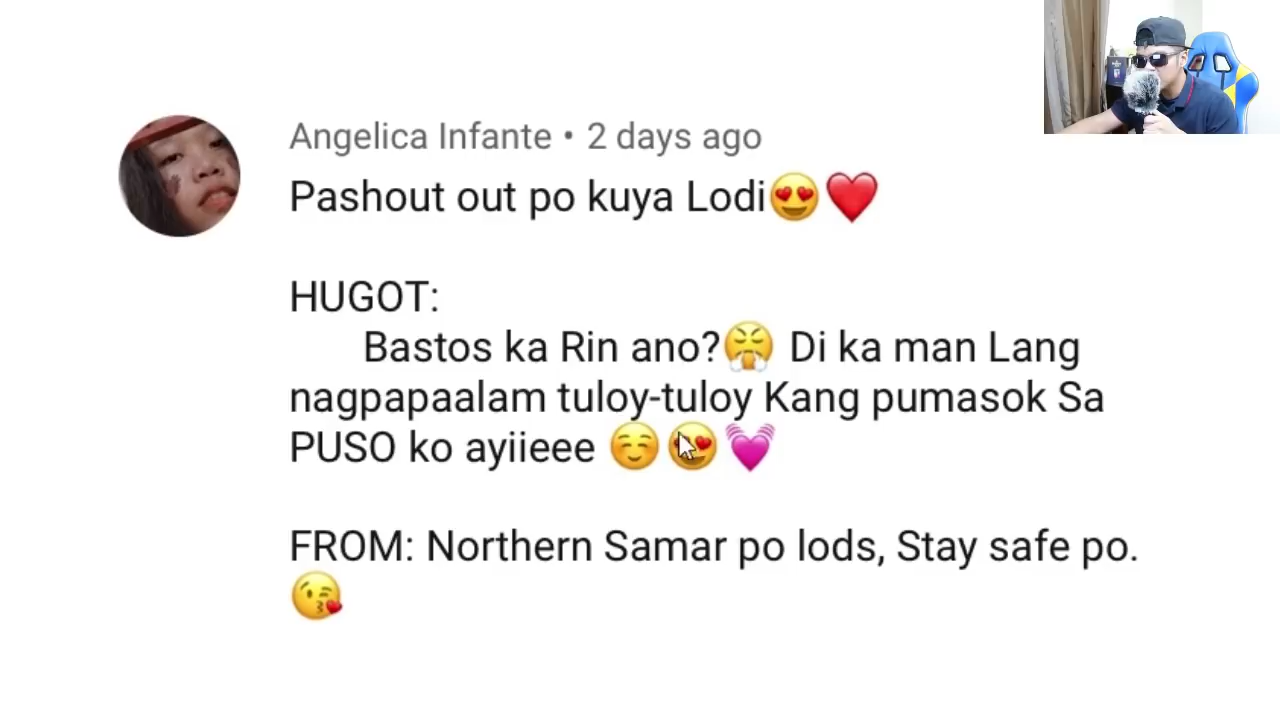 Angelica Infante • 2 days ago
Pashout out po kuya Lodi😍❤️
HUGOT:
Bastos ka Rin ano?😤 Di ka man Lang
nagpapaalam tuloy-tuloy Kang pumasok Sa
PUSO ko ayiieee ☺️😍💓
FROM: Northern Samar po lods, Stay safe po.
😘